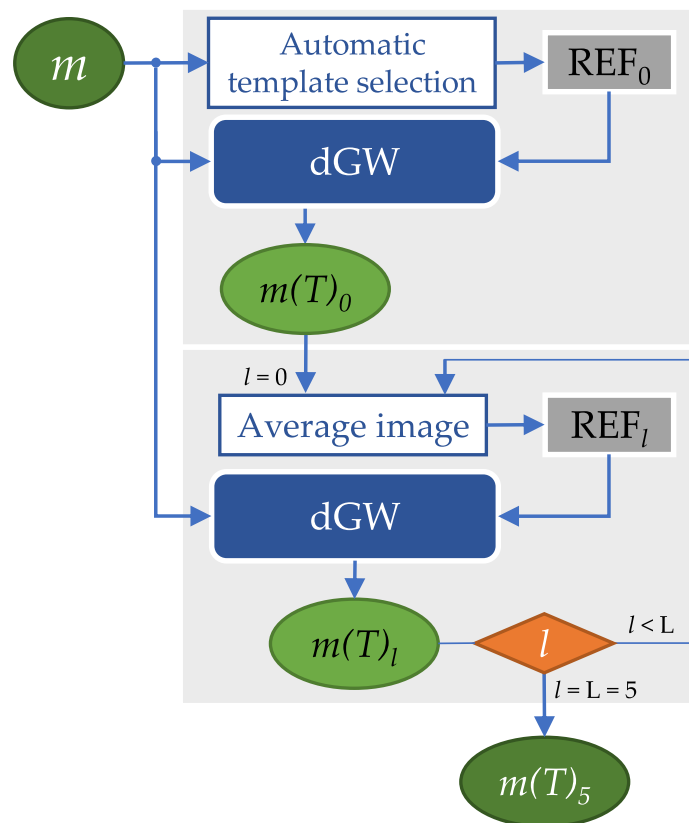 m
Automatic
template selection
REF0
dGW
m(T)0
l = 0
Average image
REFl
dGW
m(T)l
l
l < L
l = L = 5
m(T)5